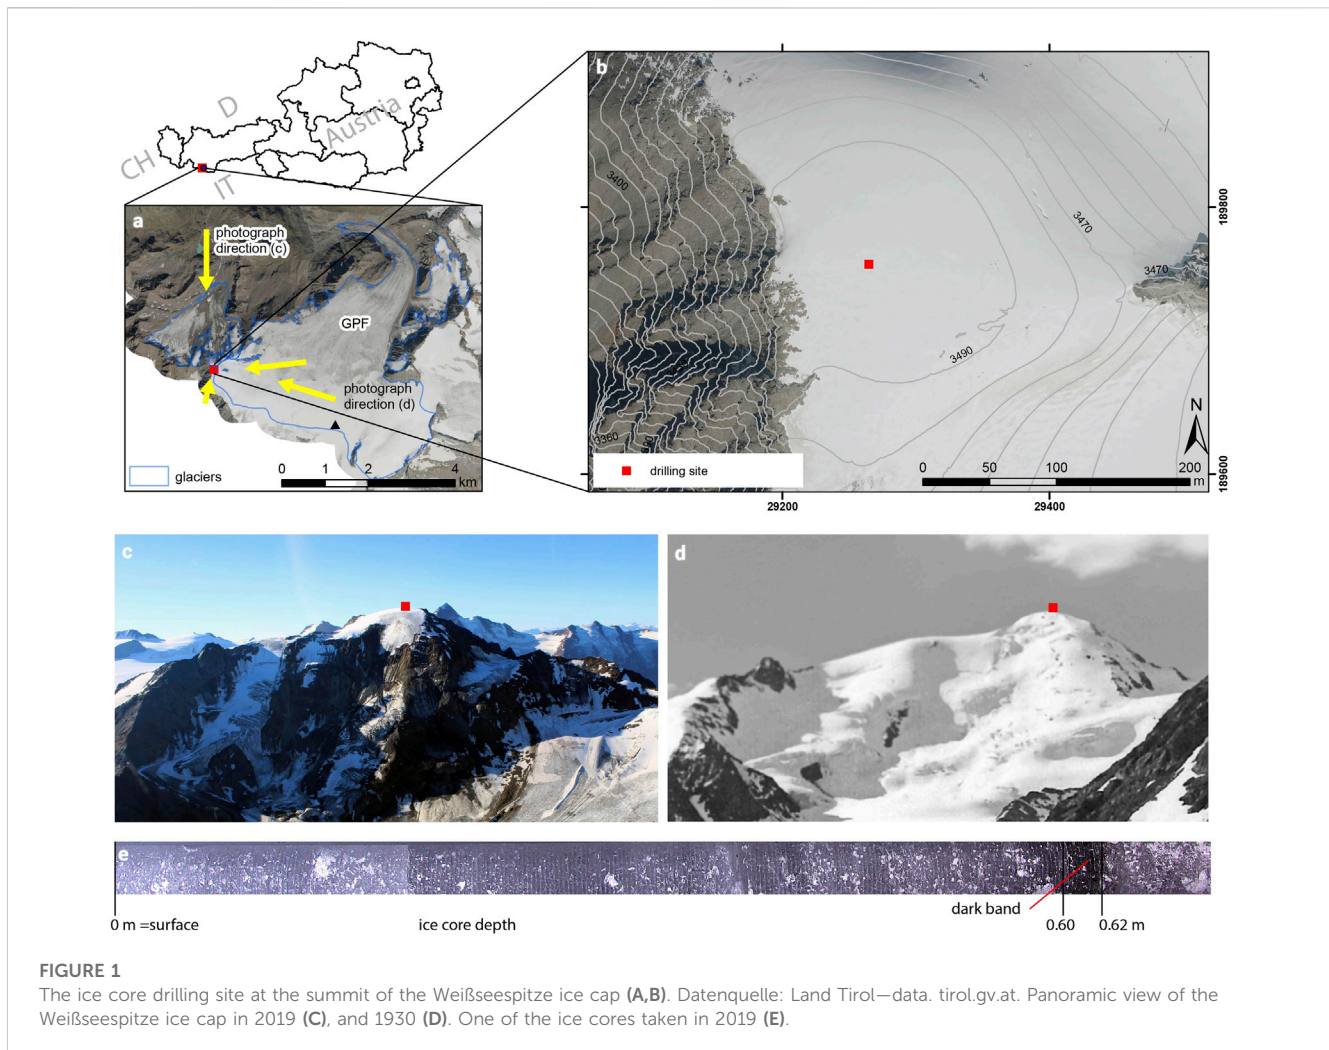 D
Austria
CH
IT
a
photograph
direction (c)
GPF
photograph
direction (d)
glaciers
0 1 2 4
km
b
3400
3470
3470
3490
3360
189800
189600
N
drilling site
0 50 100 200
m
29200 29400
c
d
e
dark band
0 m =surface ice core depth 0.60 0.62 m
FIGURE 1
The ice core drilling site at the summit of the Weißseespitze ice cap (A,B). Datenquelle: Land Tirol—data. tirol.gv.at. Panoramic view of the
Weißseespitze ice cap in 2019 (C), and 1930 (D). One of the ice cores taken in 2019 (E).